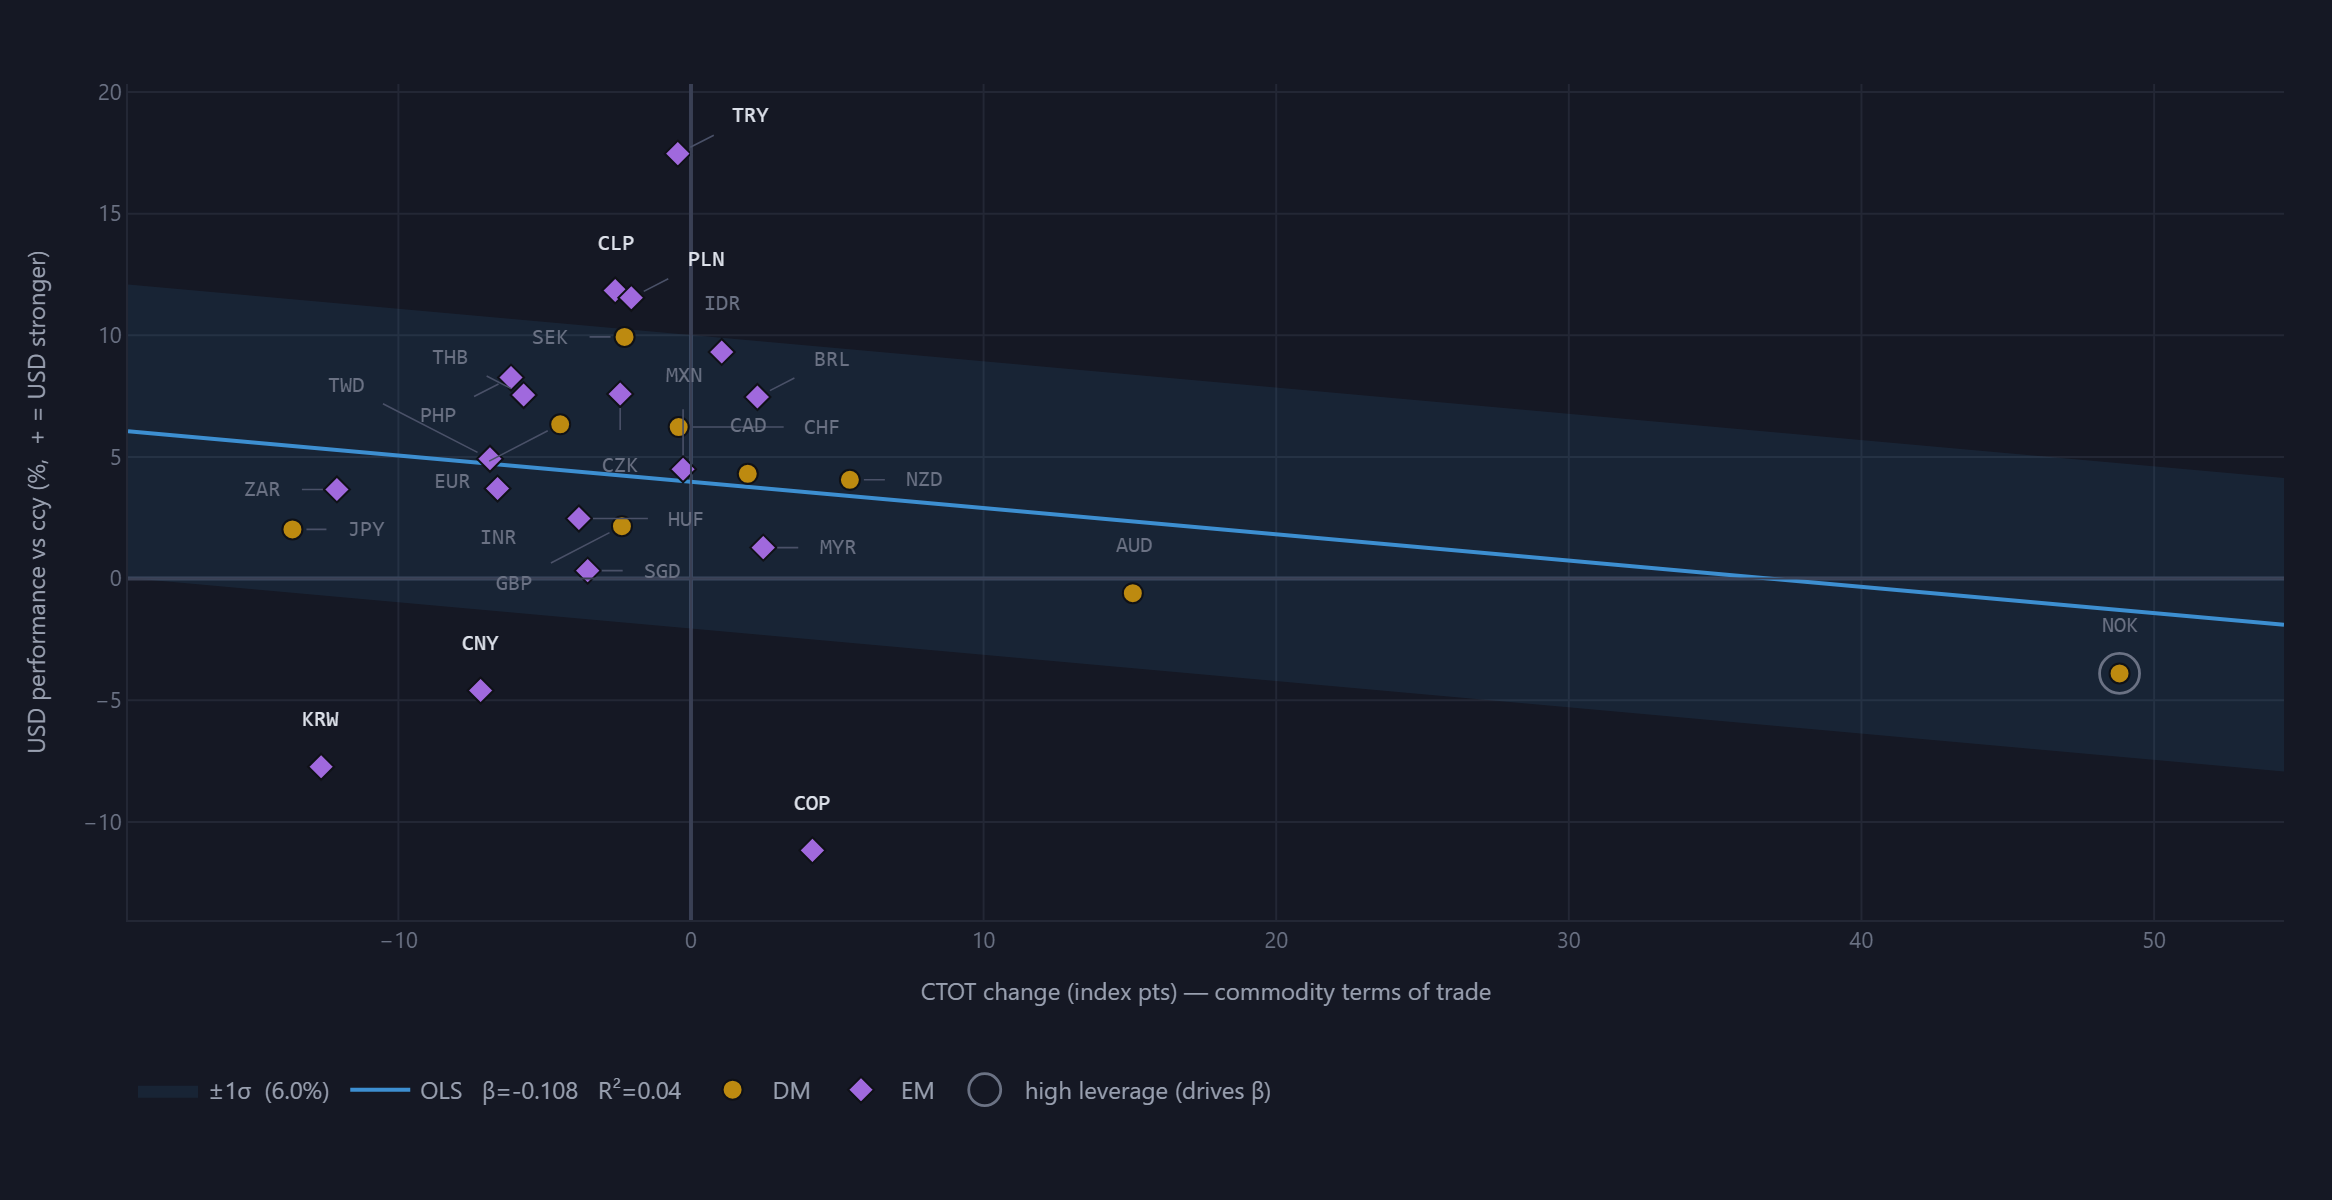 20
TRY
15
CLP
PLN
IDR
10
SEK
THB
BRL
MXN
TWD
PHP
CAD
CHF
5
CZK
NZD
EUR
ZAR
HUF
JPY
INR
AUD
MYR
SGD
0
GBP
NOK
CNY
−5
KRW
COP
−10
USD performance vs ccy (%, + = USD stronger)
−10 0 10 20 30 40 50
CTOT change (index pts) — commodity terms of trade
±1σ (6.0%) OLS β=-0.108 R²=0.04 DM EM high leverage (drives β)